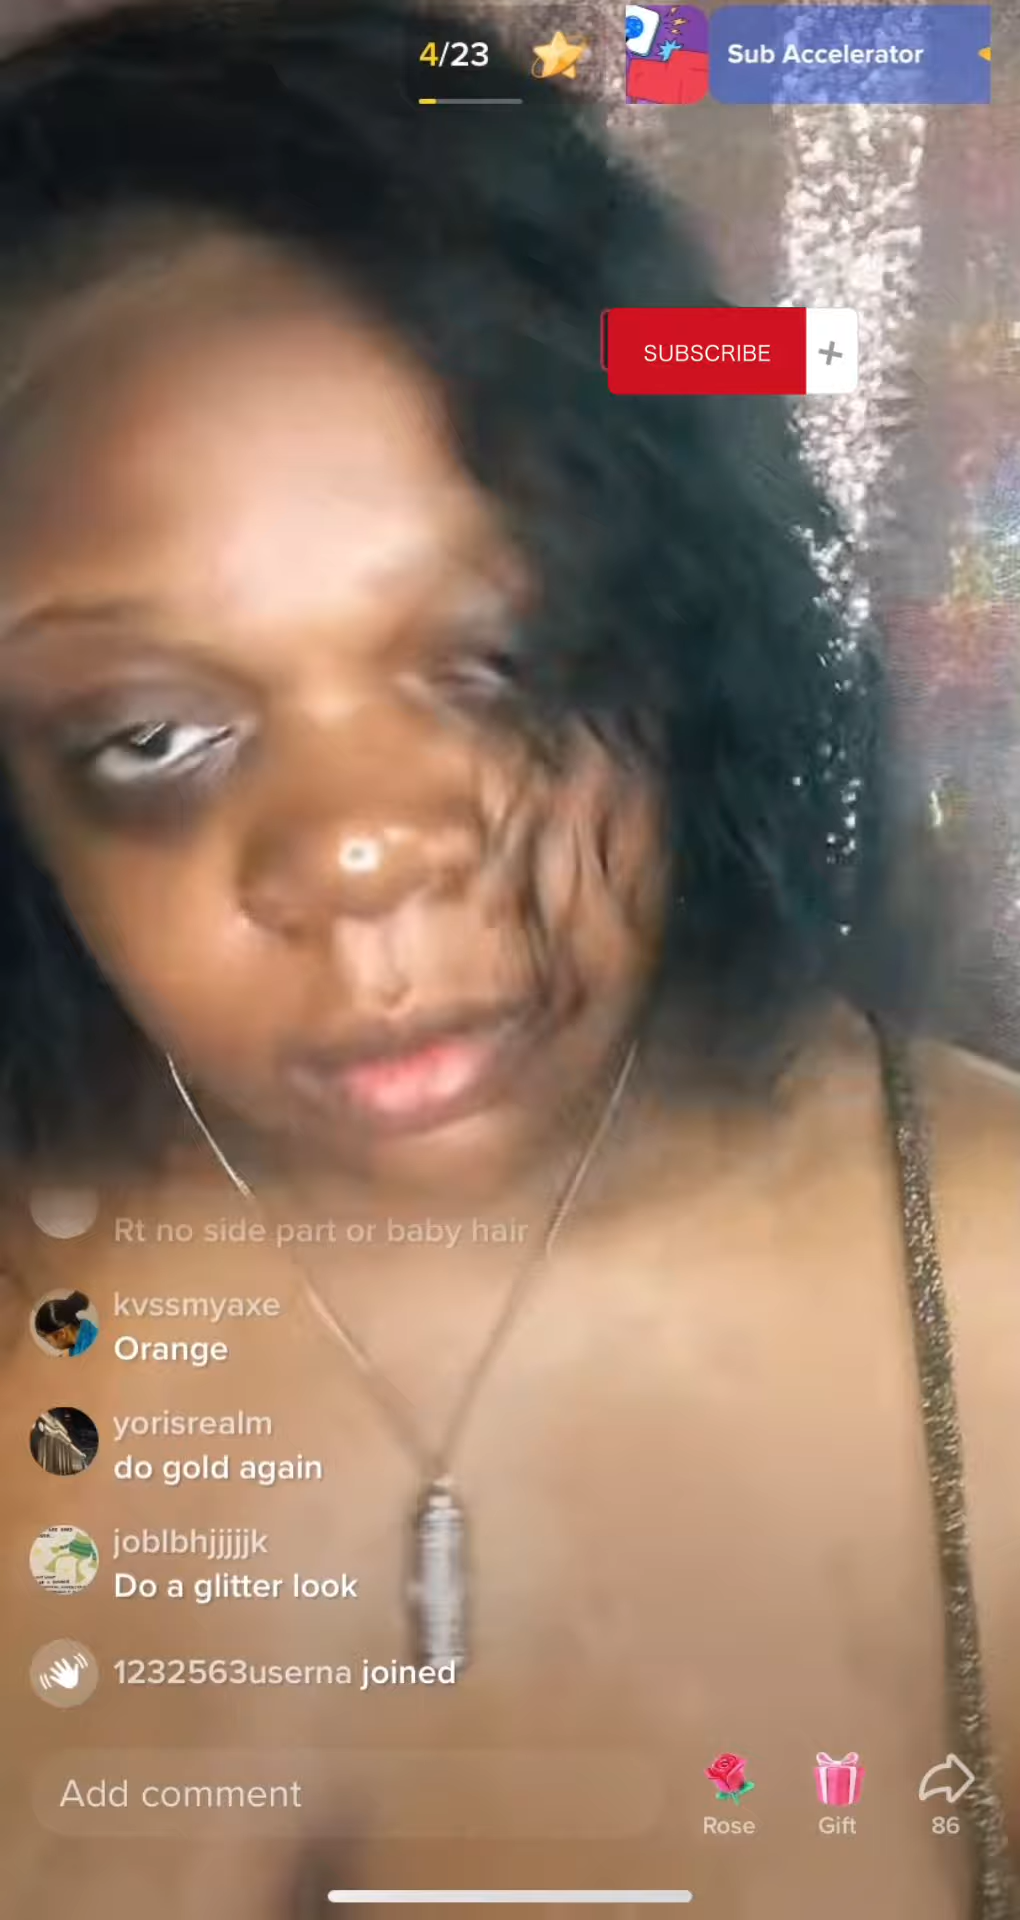 4/23
Sub Accelerator
SUBSCRIBE +
Rt no side part or baby hair
kvssmyaxe
Orange
yorisrealm
do gold again
joblbhjjjjjk
Do a glitter look
1232563userna joined
Add comment
Rose
Gift
86